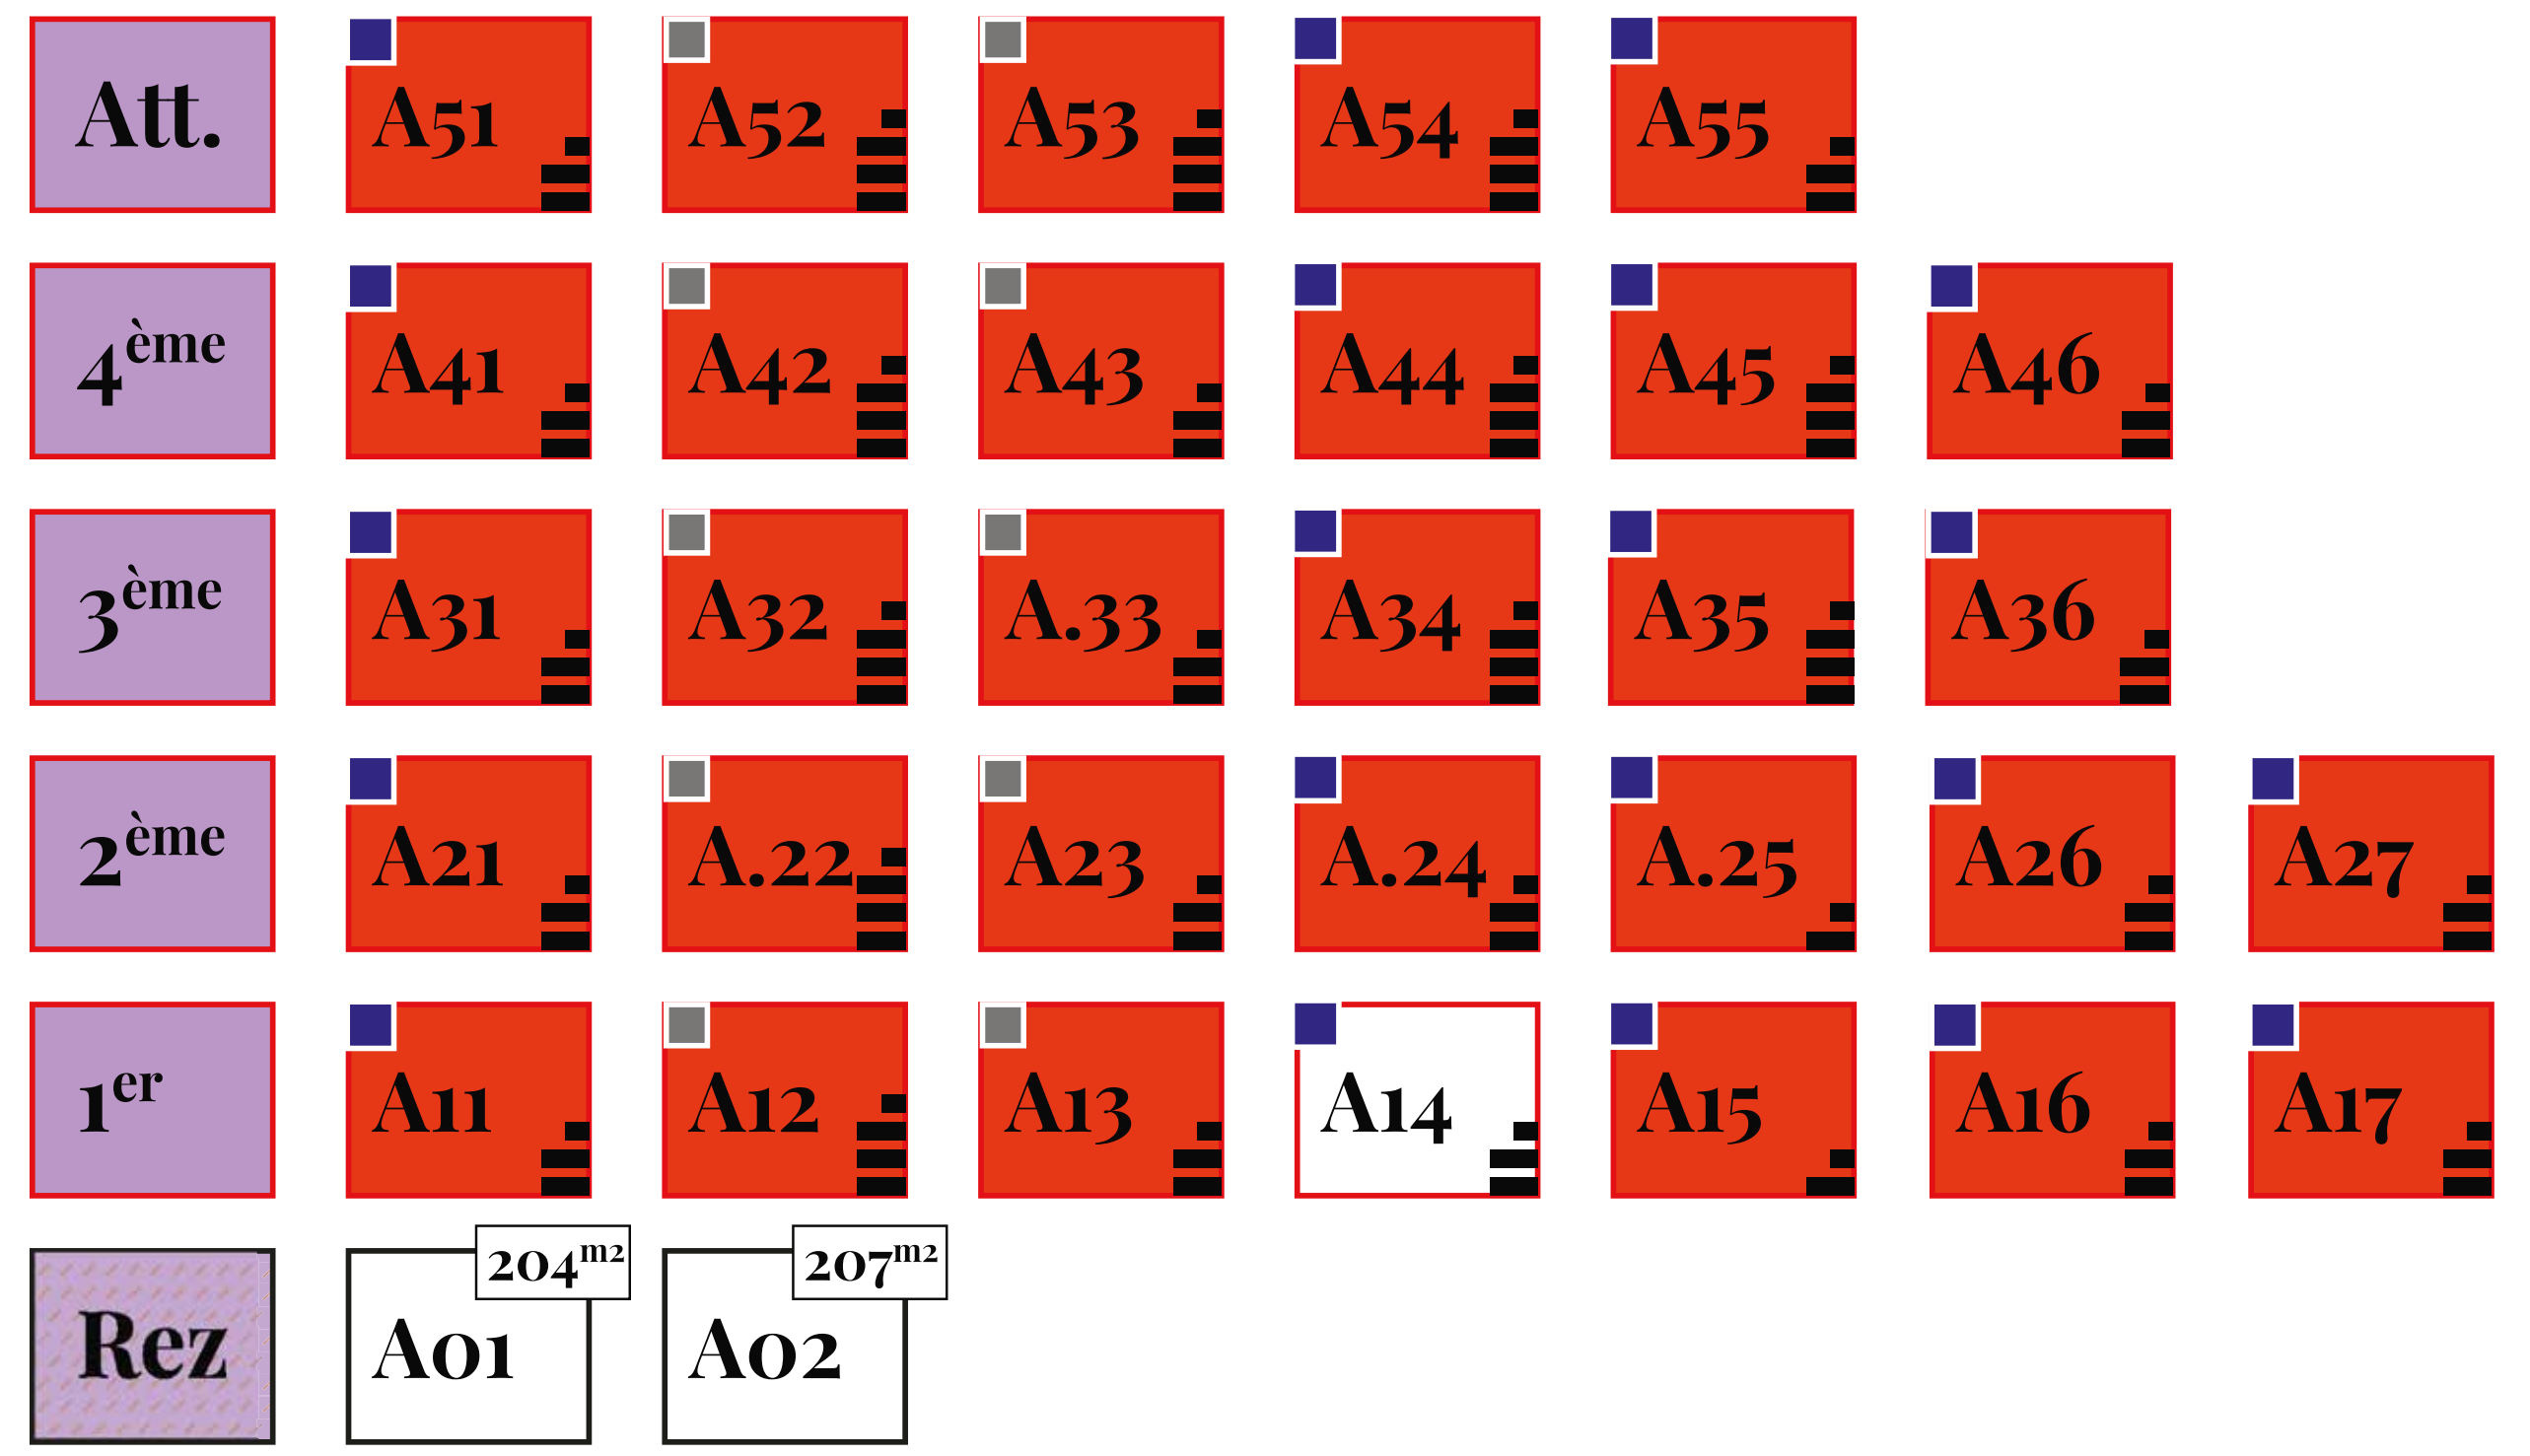 Att. A51 A52 A53 A54 A55
4ème A41 A42 A43 A44 A45 A46
3ème A31 A32 A.33 A34 A35 A36
2ème A21 A.22 A23 A.24 A.25 A26 A27
1er A11 A12 A13 A14 A15 A16 A17
204m2 207m2
Rez A01 A02